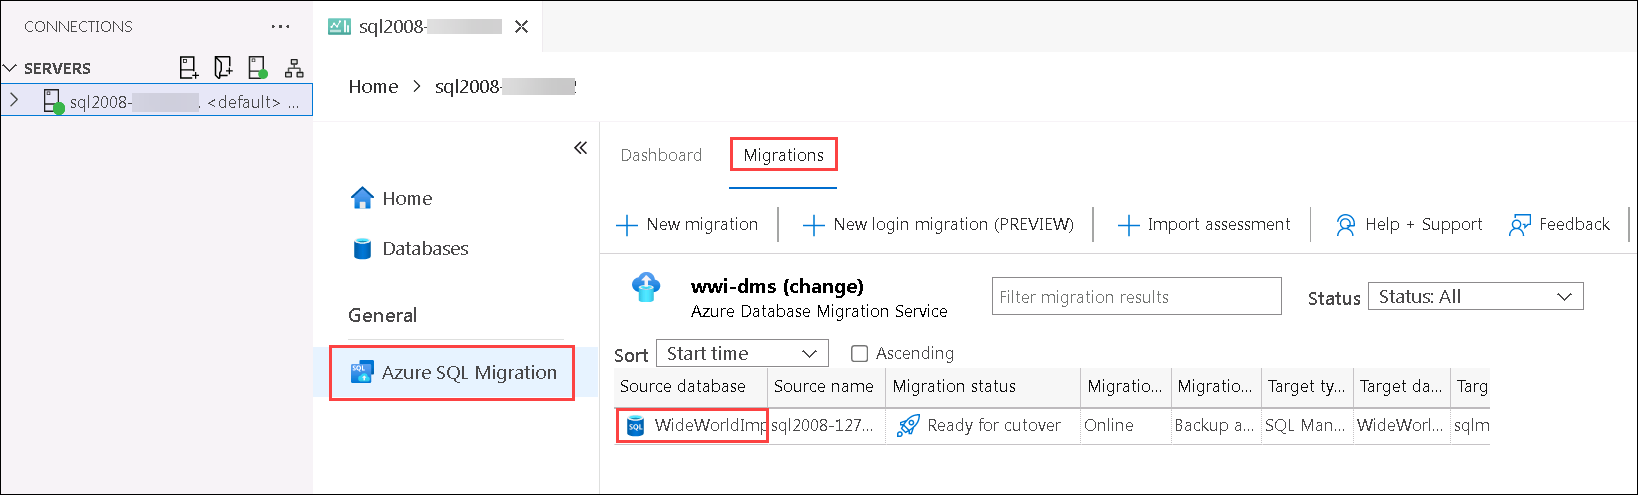 CONNECTIONS ...
sql2008-
SERVERS
sql2008- . <default> ...
Home > sql2008-
«
Dashboard Migrations
Home
Databases
General
Azure SQL Migration
+ New migration + New login migration (PREVIEW) + Import assessment Help + Support Feedback
wwi-dms (change)
Azure Database Migration Service
Filter migration results
Status Status: All
Sort Start time Ascending
Source database Source name Migration status Migratio... Migratio... Target ty... Target da... Targ
SQL WideWorldImp sql2008-127... Ready for cutover Online Backup a... SQL Man... WideWorl... sqlm